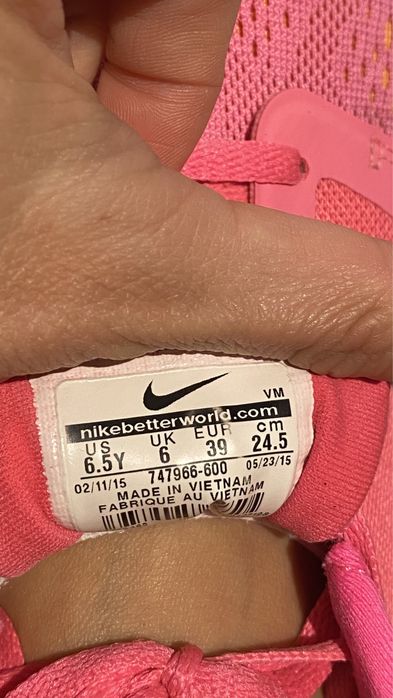 VM
nikebetterworld.com
US UK EUR cm
6.5Y 6 39 24.5
02/11/15 747966-600 05/23/15
MADE IN VIETNAM
FABRIQUE AU VIETNAM